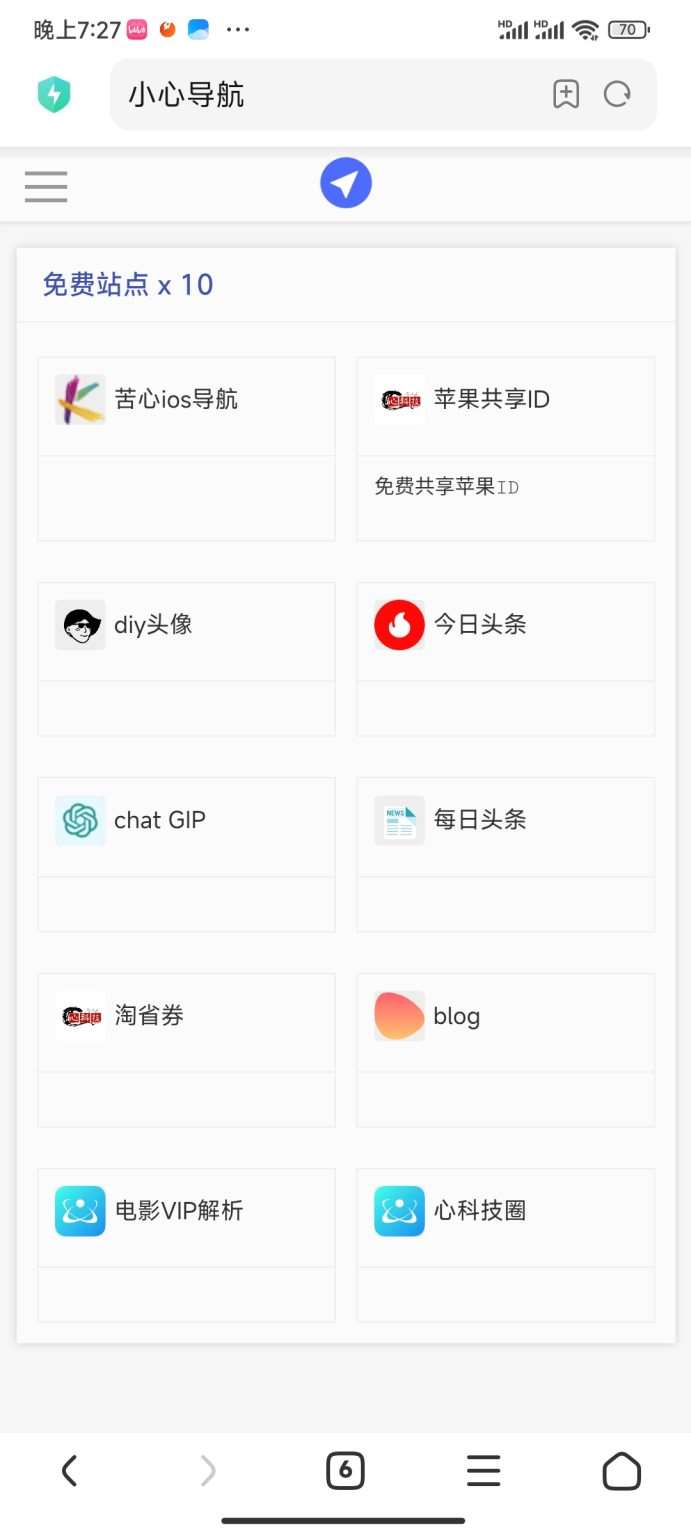 晚上7:27
HD HD 70
小心导航
免费站点 x 10
苦心ios导航
苹果共享ID
免费共享苹果ID
diy头像
今日头条
chat GIP
NEWS
每日头条
淘省券
blog
电影VIP解析
心科技圈
6